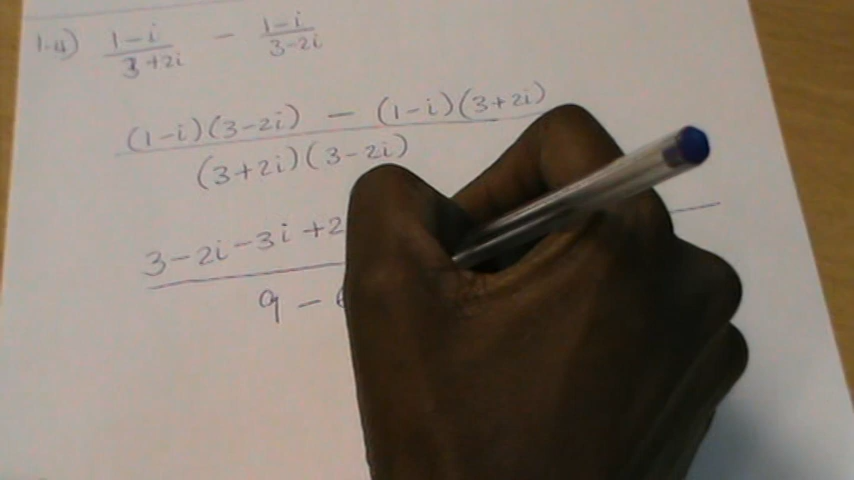 1.4) (1-i)/(3+2i) - (1-i)/(3-2i)
(1-i)(3-2i) - (1-i)(3+2i)
(3+2i)(3-2i)
3-2i-3i+2
9-